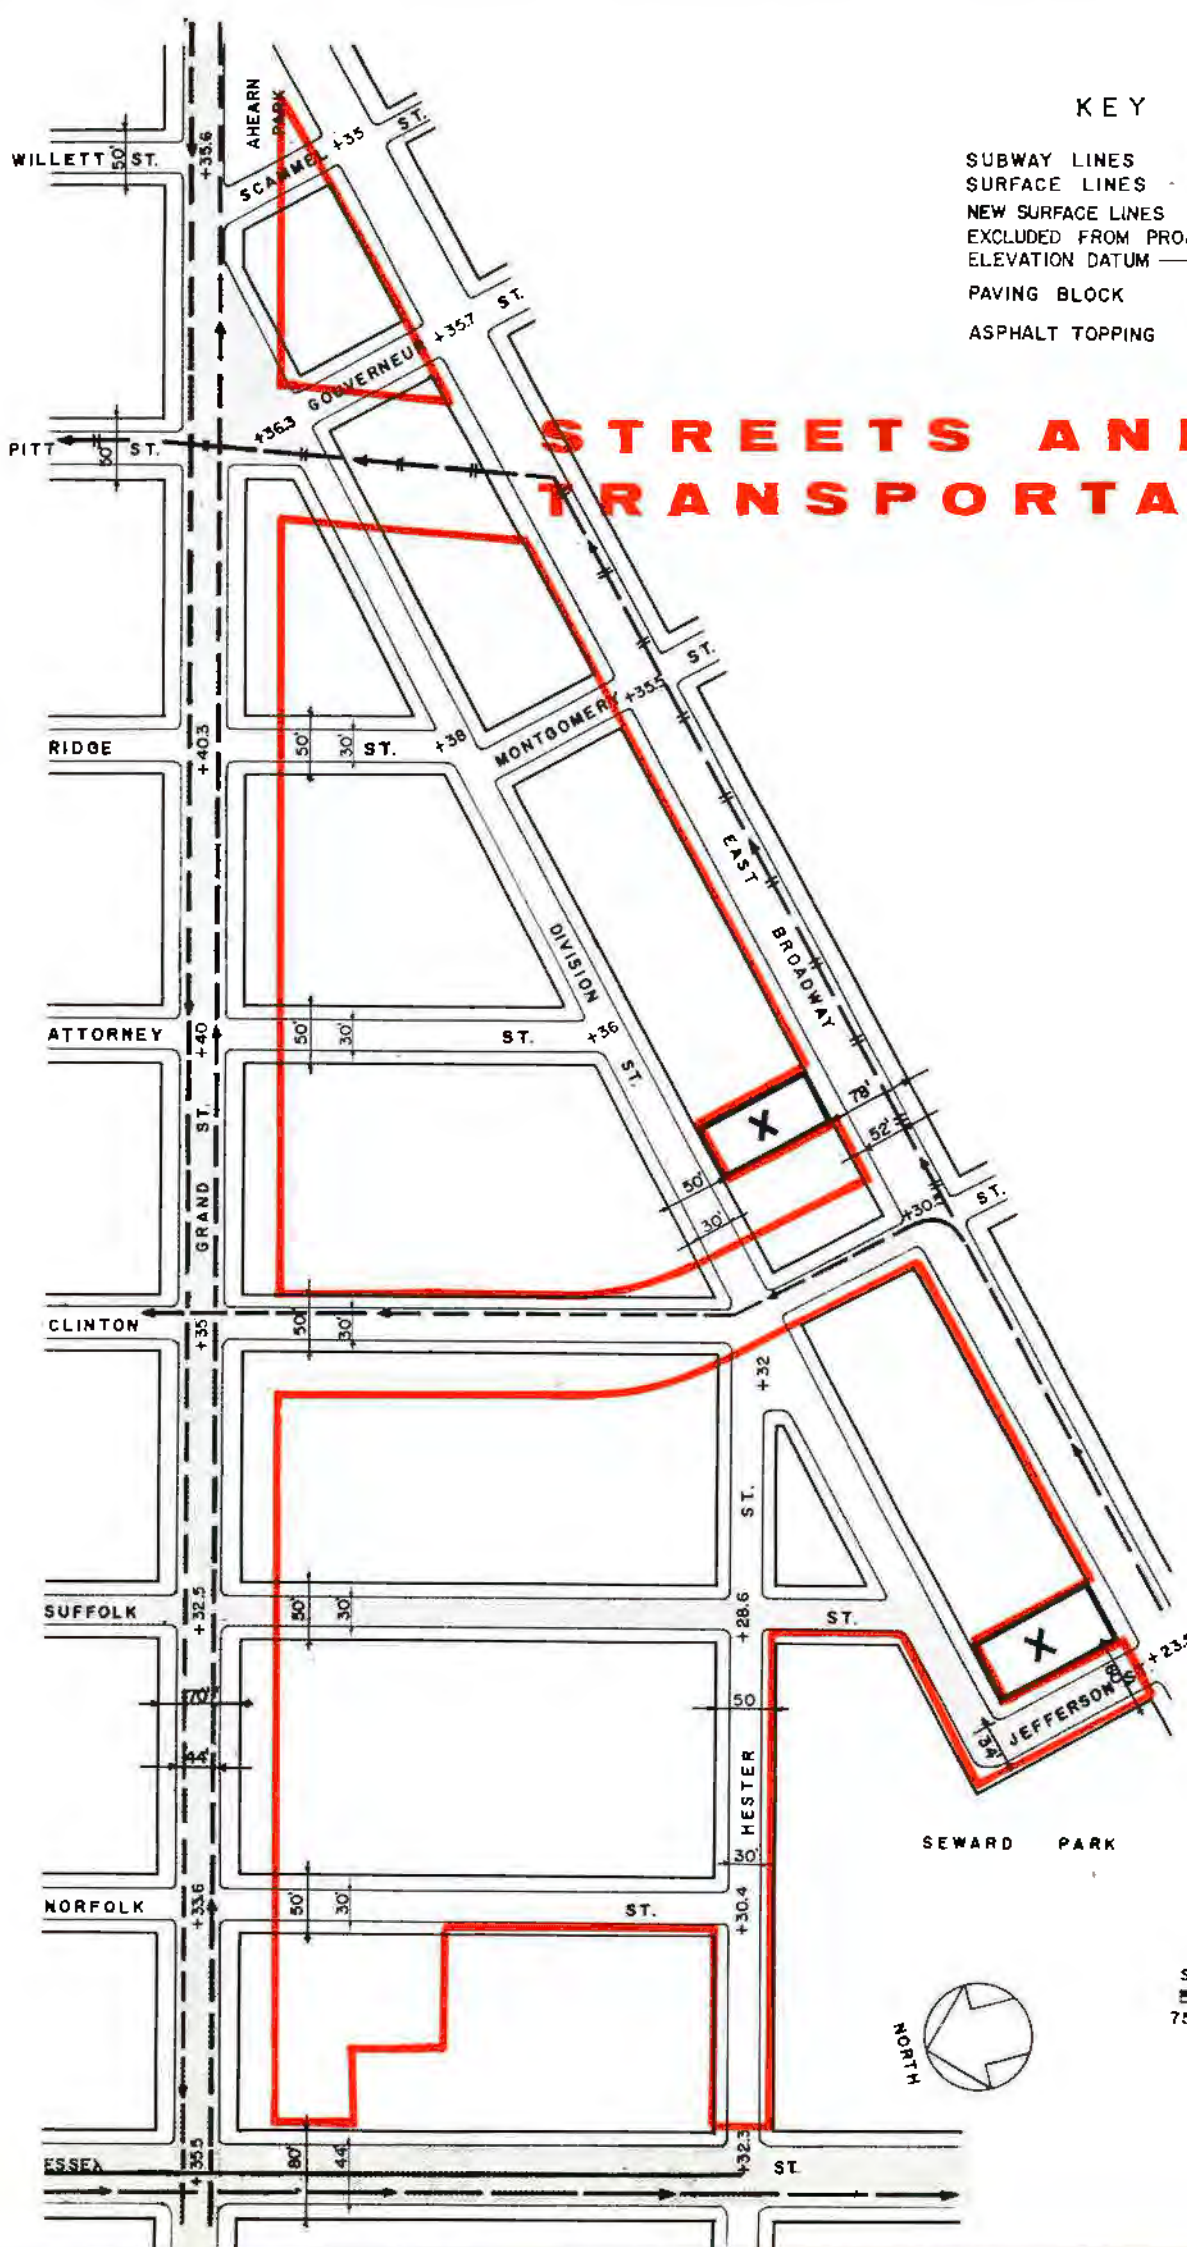 KEY
SUBWAY LINES
SURFACE LINES
NEW SURFACE LINES
EXCLUDED FROM PROJ
ELEVATION DATUM
PAVING BLOCK
ASPHALT TOPPING
STREETS AN
TRANSPORTA
AHEARN
PARK
WILLETT ST.
50'
+35.6
SCAMMEL +35 ST.
GOUVERNEUR +35.7 ST.
+36.3
PITT ST.
50'
MONTGOMERY +35.5 ST.
RIDGE ST.
+40.3
50'
30'
+38
EAST BROADWAY
DIVISION ST.
ATTORNEY ST.
+40
50'
30'
+36
GRAND ST.
X
78'
52'
50'
30'
+30.
ST.
CLINTON
+35
50'
30'
+32
SUFFOLK ST.
+32.5
50'
30'
+28.6
HESTER ST.
X
+23.5
JEFFERSON ST.
34'
70'
44'
50
30'
SEWARD PARK
NORFOLK ST.
+33.6
50'
30'
+30.4
NORTH
75
ESSEX ST.
+35.5
80'
44'
+32.3